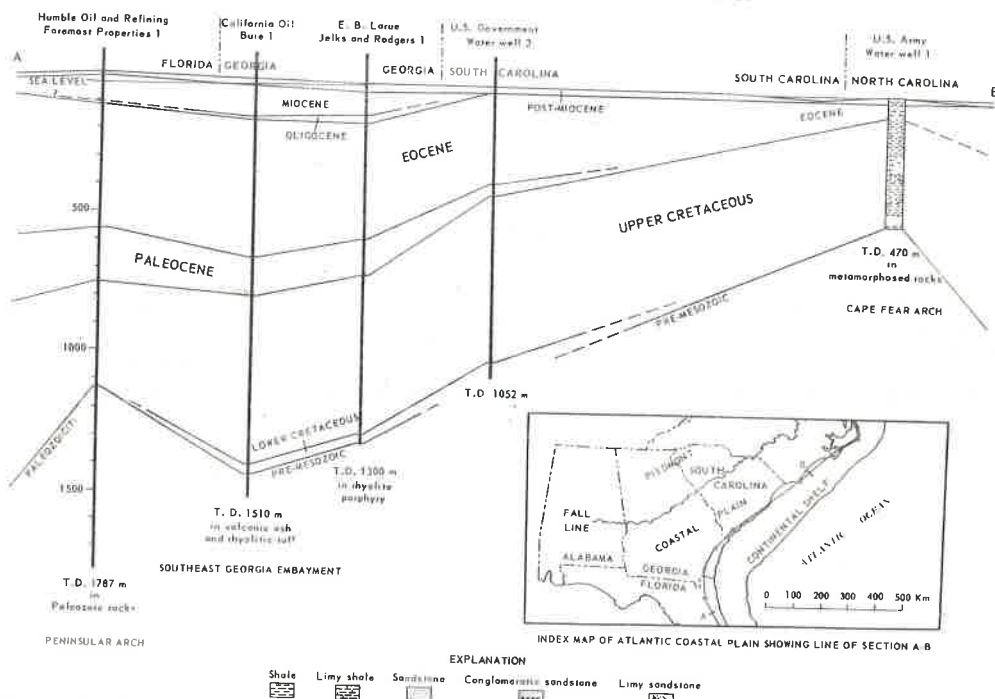 Humble Oil and Refining
Foremost Properties 1
California Oil
Buie 1
E. B. Larue
Jelks and Rodgers 1
U.S. Government
Water well 2
U.S. Army
Water well 1
A
FLORIDA
GEORGIA
GEORGIA
SOUTH CAROLINA
SOUTH CAROLINA
NORTH CAROLINA
B
SEA LEVEL
?
MIOCENE
OLIGOCENE
POST-MIOCENE
EOCENE
EOCENE
500
PALEOCENE
UPPER CRETACEOUS
T.D. 470 m
in
metamorphosed rocks
CAPE FEAR ARCH
1000
PRE-MESOZOIC
T.D. 1052 m
LOWER CRETACEOUS
PRE-MESOZOIC
PALEOZOIC(?)
1500
T.D. 1300 m
in rhyolite
porphyry
T. D. 1510 m
in volcanic ash
and rhyolitic tuff
SOUTHEAST GEORGIA EMBAYMENT
T.D. 1787 m
in
Paleozoic rocks
PENINSULAR ARCH
PIEDMONT
SOUTH
CAROLINA
B
PLAIN
FALL
LINE
COASTAL
CONTINENTAL SHELF
ATLANTIC OCEAN
ALABAMA
GEORGIA
FLORIDA
A
0 100 200 300 400 500 Km
INDEX MAP OF ATLANTIC COASTAL PLAIN SHOWING LINE OF SECTION A-B
EXPLANATION
Shale
Limy shale
Sandstone
Conglomeratic sandstone
Limy sandstone